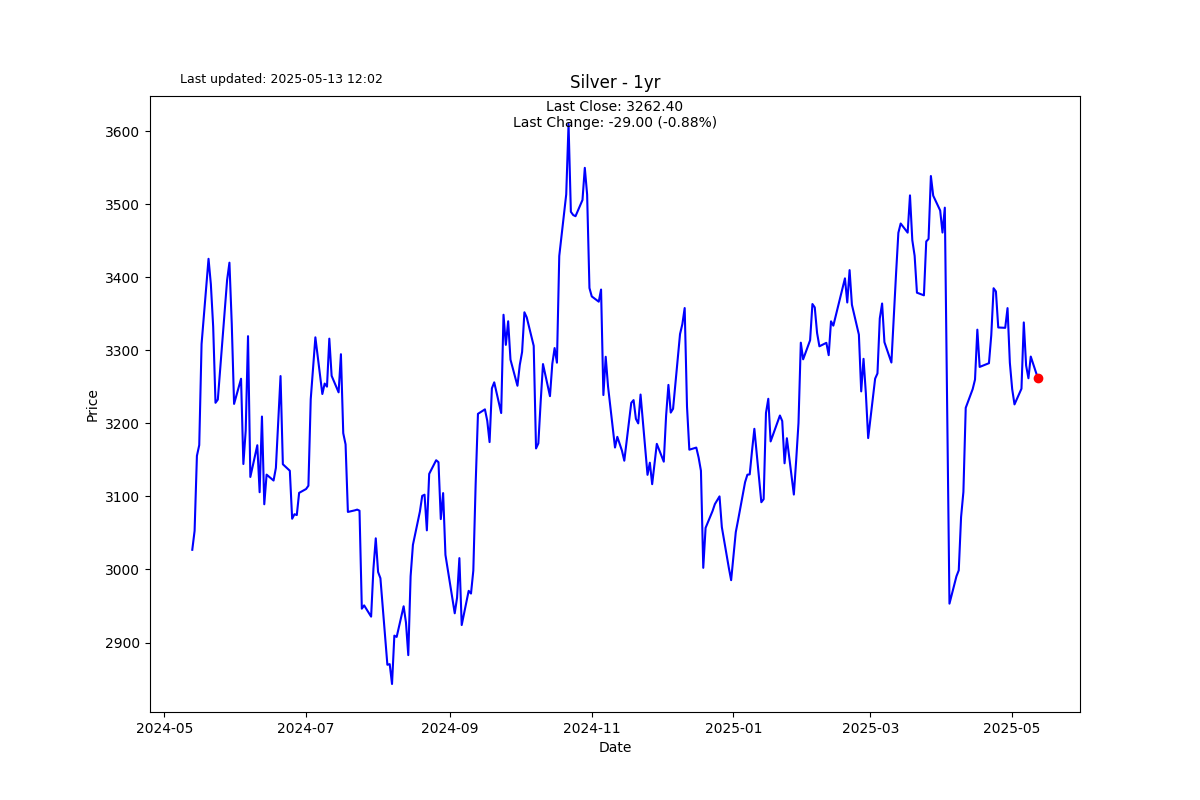 Last updated: 2025-05-13 12:02
Silver - 1yr
Last Close: 3262.40
Last Change: -29.00 (-0.88%)
3600
3500
3400
3300
3200
3100
3000
2900
Price
2024-05
2024-07
2024-09
2024-11
2025-01
2025-03
2025-05
Date